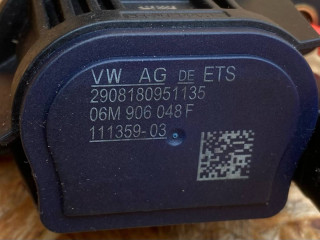 VW AG DE ETS
2908180951135
06M 906 048 F
111359-03